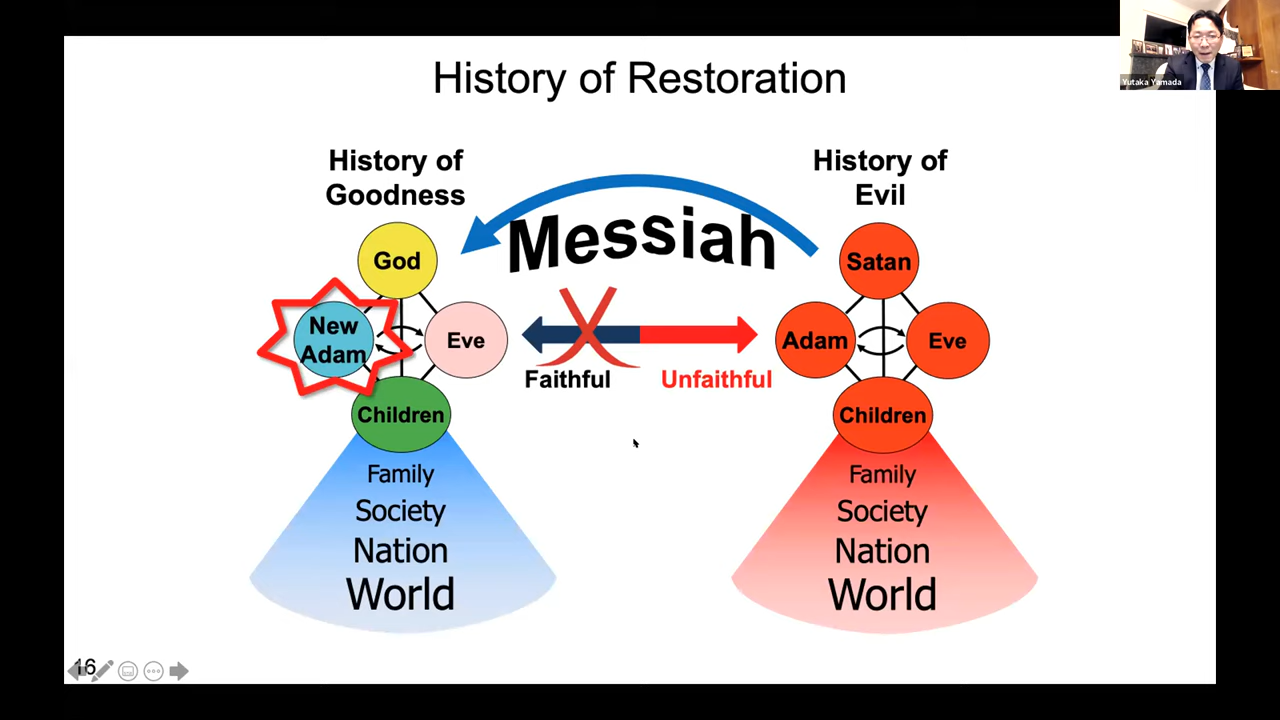 Yutaka Yamada
History of Restoration
History of
Goodness
History of
Evil
Messiah
God
New
Adam
Eve
Children
Faithful
Unfaithful
Satan
Adam
Eve
Children
Family
Society
Nation
World
Family
Society
Nation
World
16